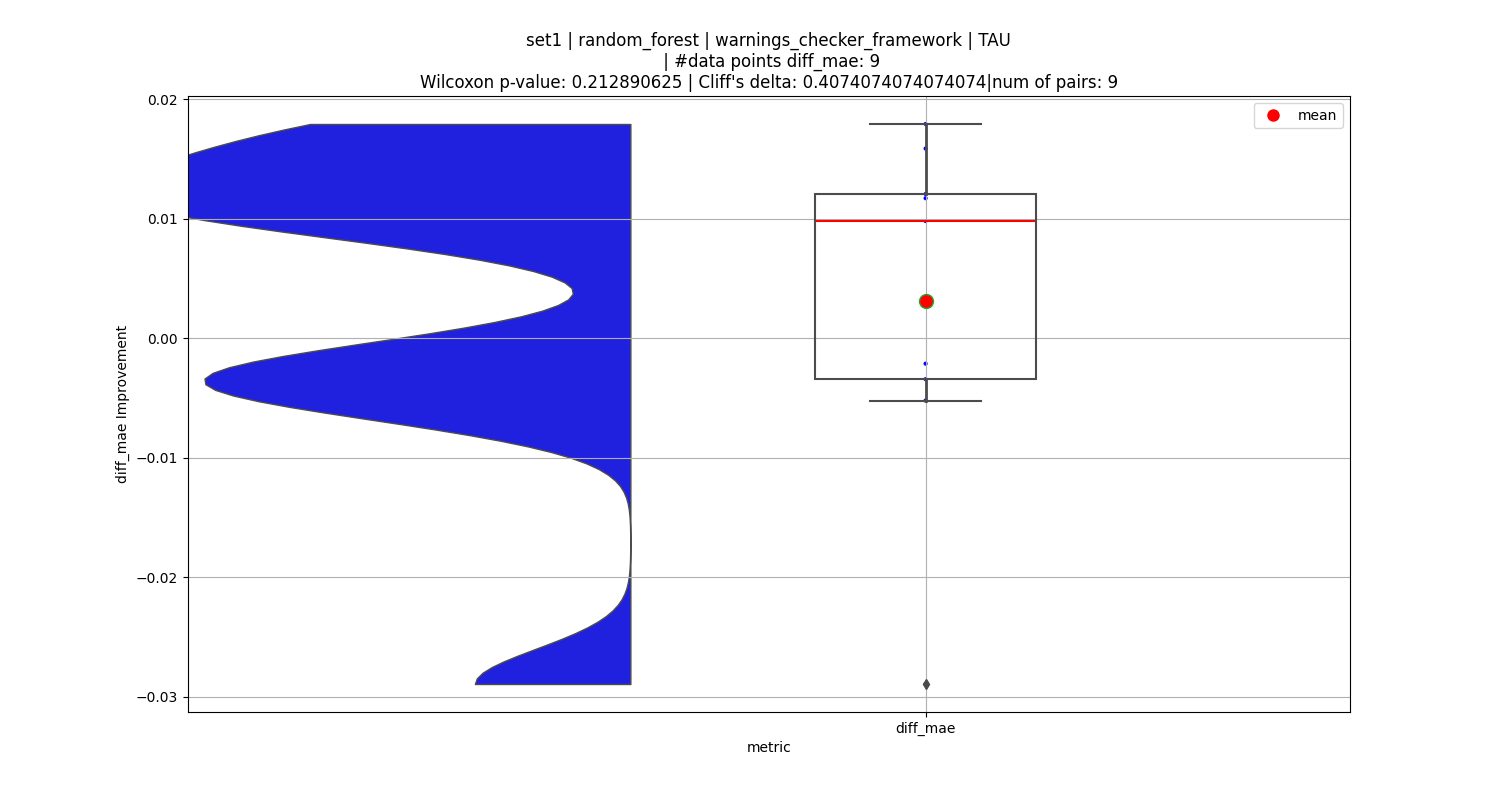 set1 | random_forest | warnings_checker_framework | TAU
| #data points diff_mae: 9
Wilcoxon p-value: 0.212890625 | Cliff's delta: 0.4074074074074074|num of pairs: 9
mean
0.02
0.01
0.00
−0.01
−0.02
−0.03
diff_mae Improvement
diff_mae
metric